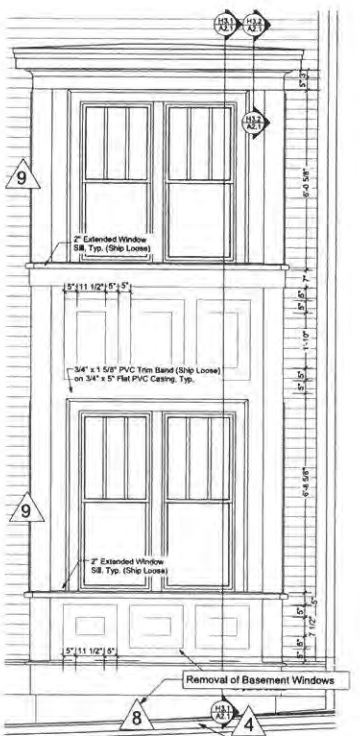 H3.1
A2.1
H3.2
A2.1
5" 3"
H3.2
A2.1
9
6'-0 5/8"
2" Extended Window
Sill, Typ. (Ship Loose)
7"
5" 11 1/2" 5" 5"
5"
5"
1'-10"
3/4" x 1 5/8" PVC Trim Band (Ship Loose)
on 3/4" x 5" Flat PVC Casing, Typ.
5"
5"
6'-8 5/8"
9
2" Extended Window
Sill, Typ. (Ship Loose)
5"
5"
7 1/2"
5" 11 1/2" 5"
5"
Removal of Basement Windows
H3.1
A2.1
8
4